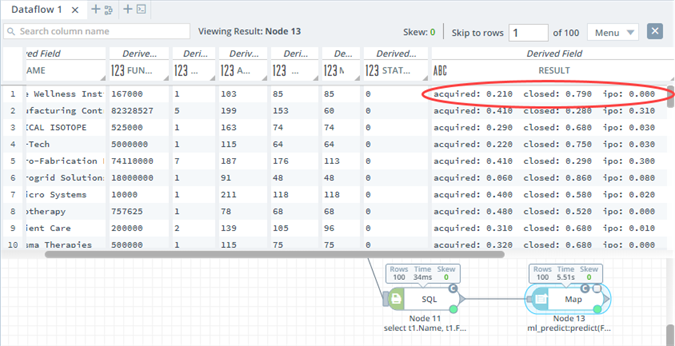 Dataflow 1
Search column name
Viewing Result: Node 13
Skew: 0
Skip to rows 1 of 100
Menu
ved Field Derive... Deri... Derive... Deri... De... Derive... Derived Field
AME 123 FUN... 123 ... 123 A... 123 ... 123 M 123 STAT... ABC RESULT
1 e Wellness Inst 167000 1 103 85 85 0 acquired: 0.210 closed: 0.790 ipo: 0.000
2 ufacturing Cont 82328527 5 199 153 60 0 acquired: 0.410 closed: 0.280 ipo: 0.310
3 ICAL ISOTOPE 525000 1 163 74 74 0 acquired: 0.290 closed: 0.680 ipo: 0.030
4 -Tech 5000000 1 115 64 64 0 acquired: 0.220 closed: 0.750 ipo: 0.030
5 ro-Fabrication 74110000 7 187 176 113 0 acquired: 0.410 closed: 0.290 ipo: 0.300
6 rogrid Solution 18000000 1 91 48 48 0 acquired: 0.060 closed: 0.860 ipo: 0.080
7 icro Systems 10000 1 211 118 118 0 acquired: 0.400 closed: 0.580 ipo: 0.020
8 otherapy 757625 1 78 68 68 0 acquired: 0.480 closed: 0.520 ipo: 0.000
9 ient Care 200000 2 139 105 96 0 acquired: 0.310 closed: 0.680 ipo: 0.010
10 ma Therapies 500000 1 115 75 75 0 acquired: 0.320 closed: 0.680 ipo: 0.000
Rows Time Skew
100 34ms 0
Rows Time Skew
100 5.51s 0
SQL
Map
Node 11
select t1.Name, t1.F...
Node 13
ml_predict:predict(F...